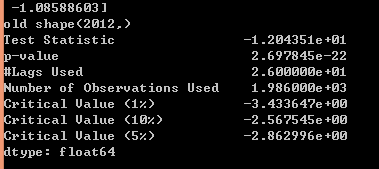 -1.08588603]
old shape(2012,)
Test Statistic -1.204351e+01
p-value 2.697845e-22
#Lags Used 2.600000e+01
Number of Observations Used 1.986000e+03
Critical Value (1%) -3.433647e+00
Critical Value (10%) -2.567545e+00
Critical Value (5%) -2.862996e+00
dtype: float64